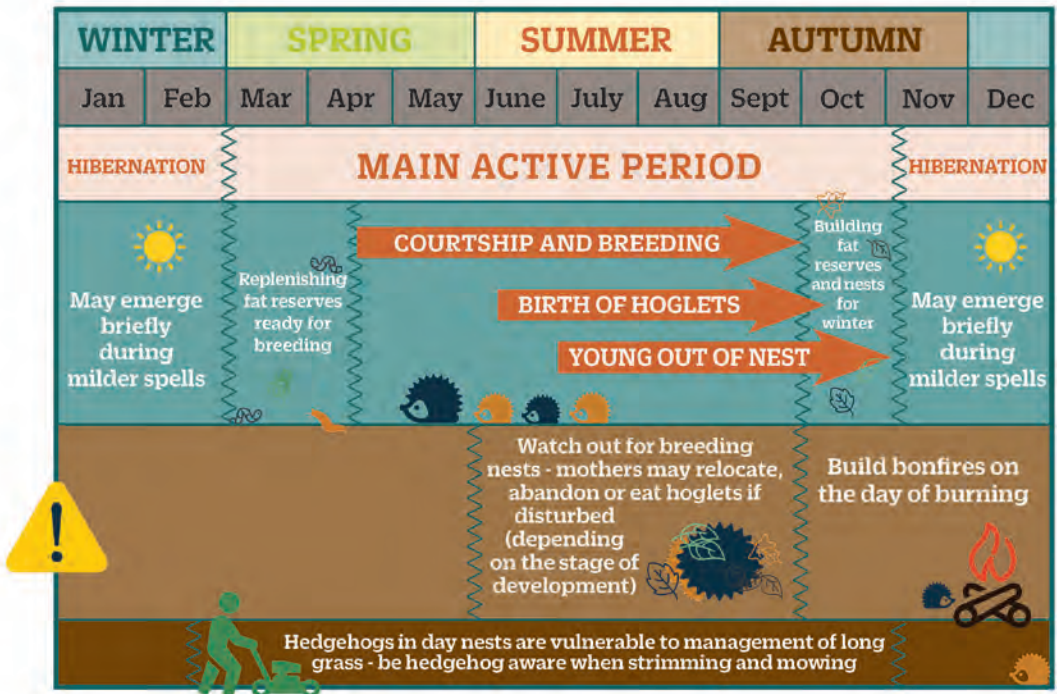 WINTER SPRING SUMMER AUTUMN
Jan Feb Mar Apr May June July Aug Sept Oct Nov Dec
HIBERNATION
MAIN ACTIVE PERIOD
HIBERNATION
May emerge
briefly
during
milder spells
Replenishing
fat reserves
ready for
breeding
COURTSHIP AND BREEDING
BIRTH OF HOGLETS
YOUNG OUT OF NEST
Building
fat
reserves
and nests
for
winter
May emerge
briefly
during
milder spells
!
Watch out for breeding
nests - mothers may relocate,
abandon or eat hoglets if
disturbed
(depending
on the stage of
development)
Build bonfires on
the day of burning
Hedgehogs in day nests are vulnerable to management of long
grass - be hedgehog aware when strimming and mowing